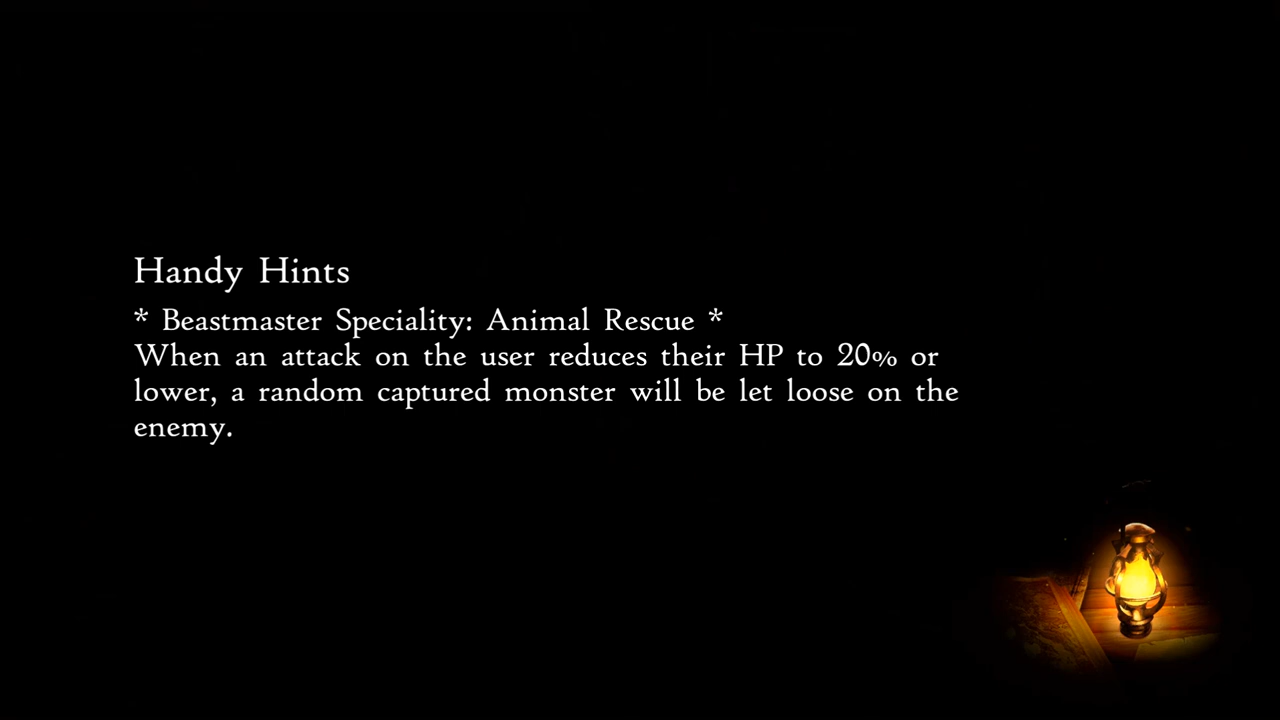 Handy Hints
* Beastmaster Speciality: Animal Rescue *
When an attack on the user reduces their HP to 20% or
lower, a random captured monster will be let loose on the
enemy.